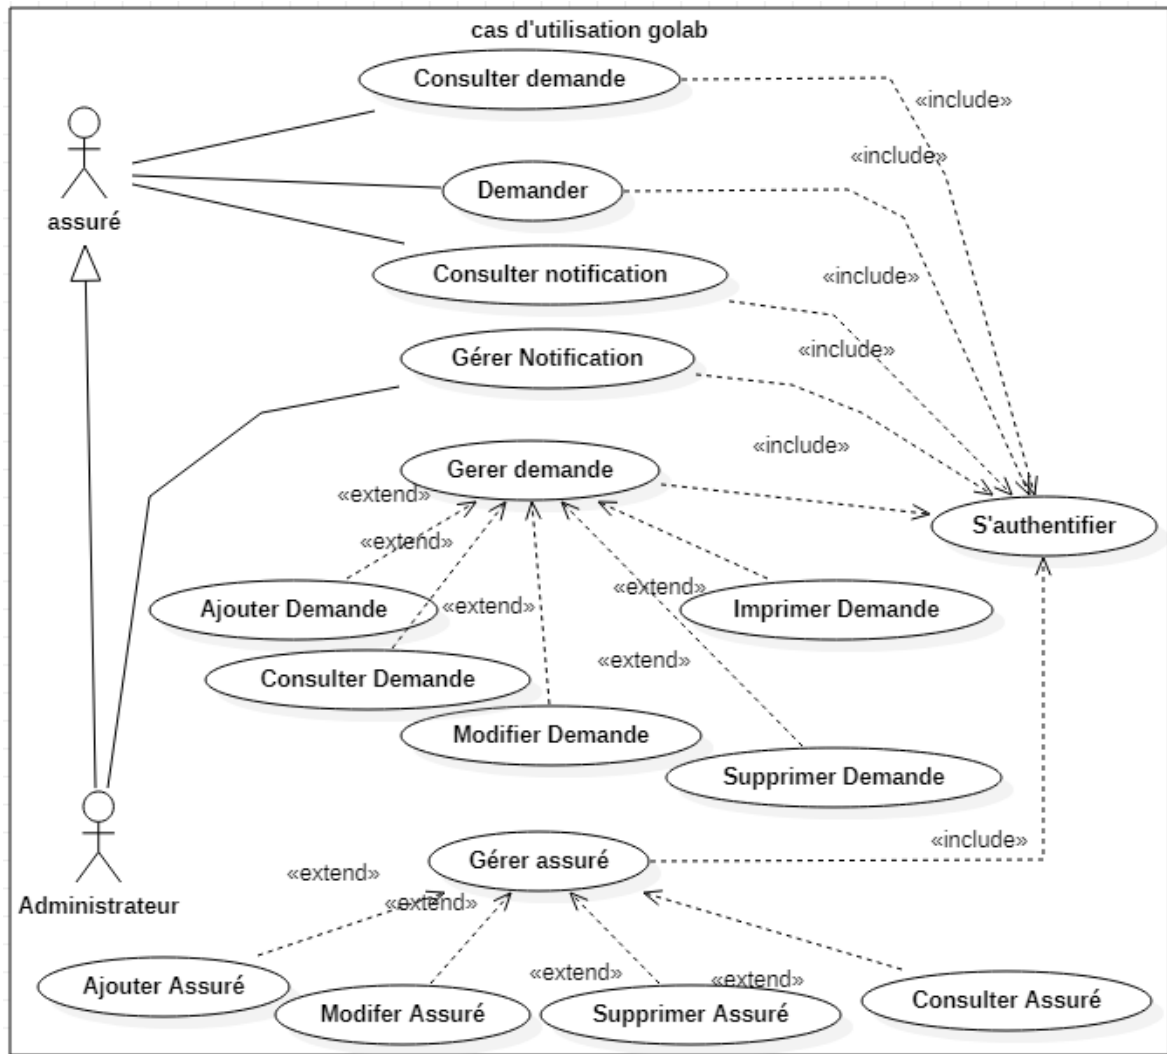 cas d'utilisation golab
Consulter demande
«include»
«include»
Demander
assuré
Consulter notification
«include»
Gérer Notification
«include»
«include»
Gerer demande
«extend»
S'authentifier
«extend»
«extend»
«extend»
Ajouter Demande
Imprimer Demande
«extend»
Consulter Demande
Modifier Demande
Supprimer Demande
«include»
Gérer assuré
«extend»
«extend»
Administrateur
«extend»
«extend»
Ajouter Assuré
Modifer Assuré
Supprimer Assuré
Consulter Assuré